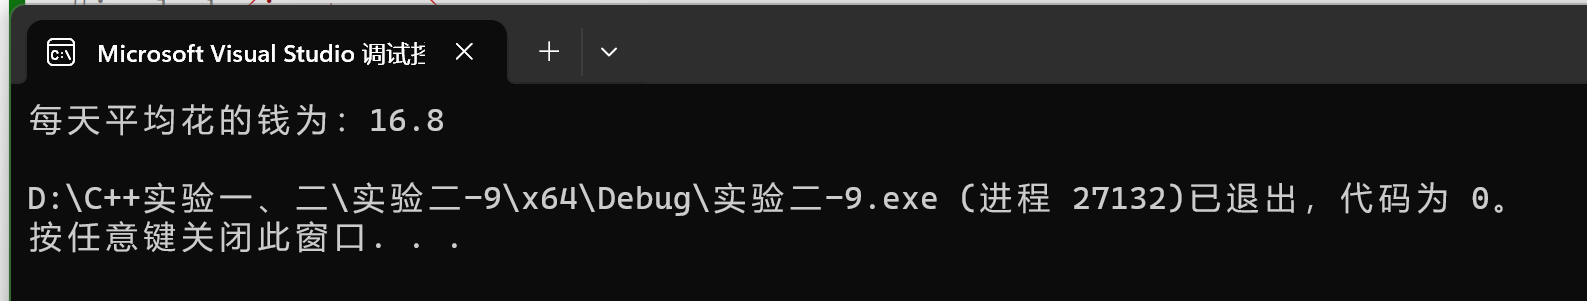 Microsoft Visual Studio 调试
每天平均花的钱为：16.8
D:\C++实验一、二\实验二-9\x64\Debug\实验二-9.exe (进程 27132)已退出，代码为 0。
按任意键关闭此窗口. . .